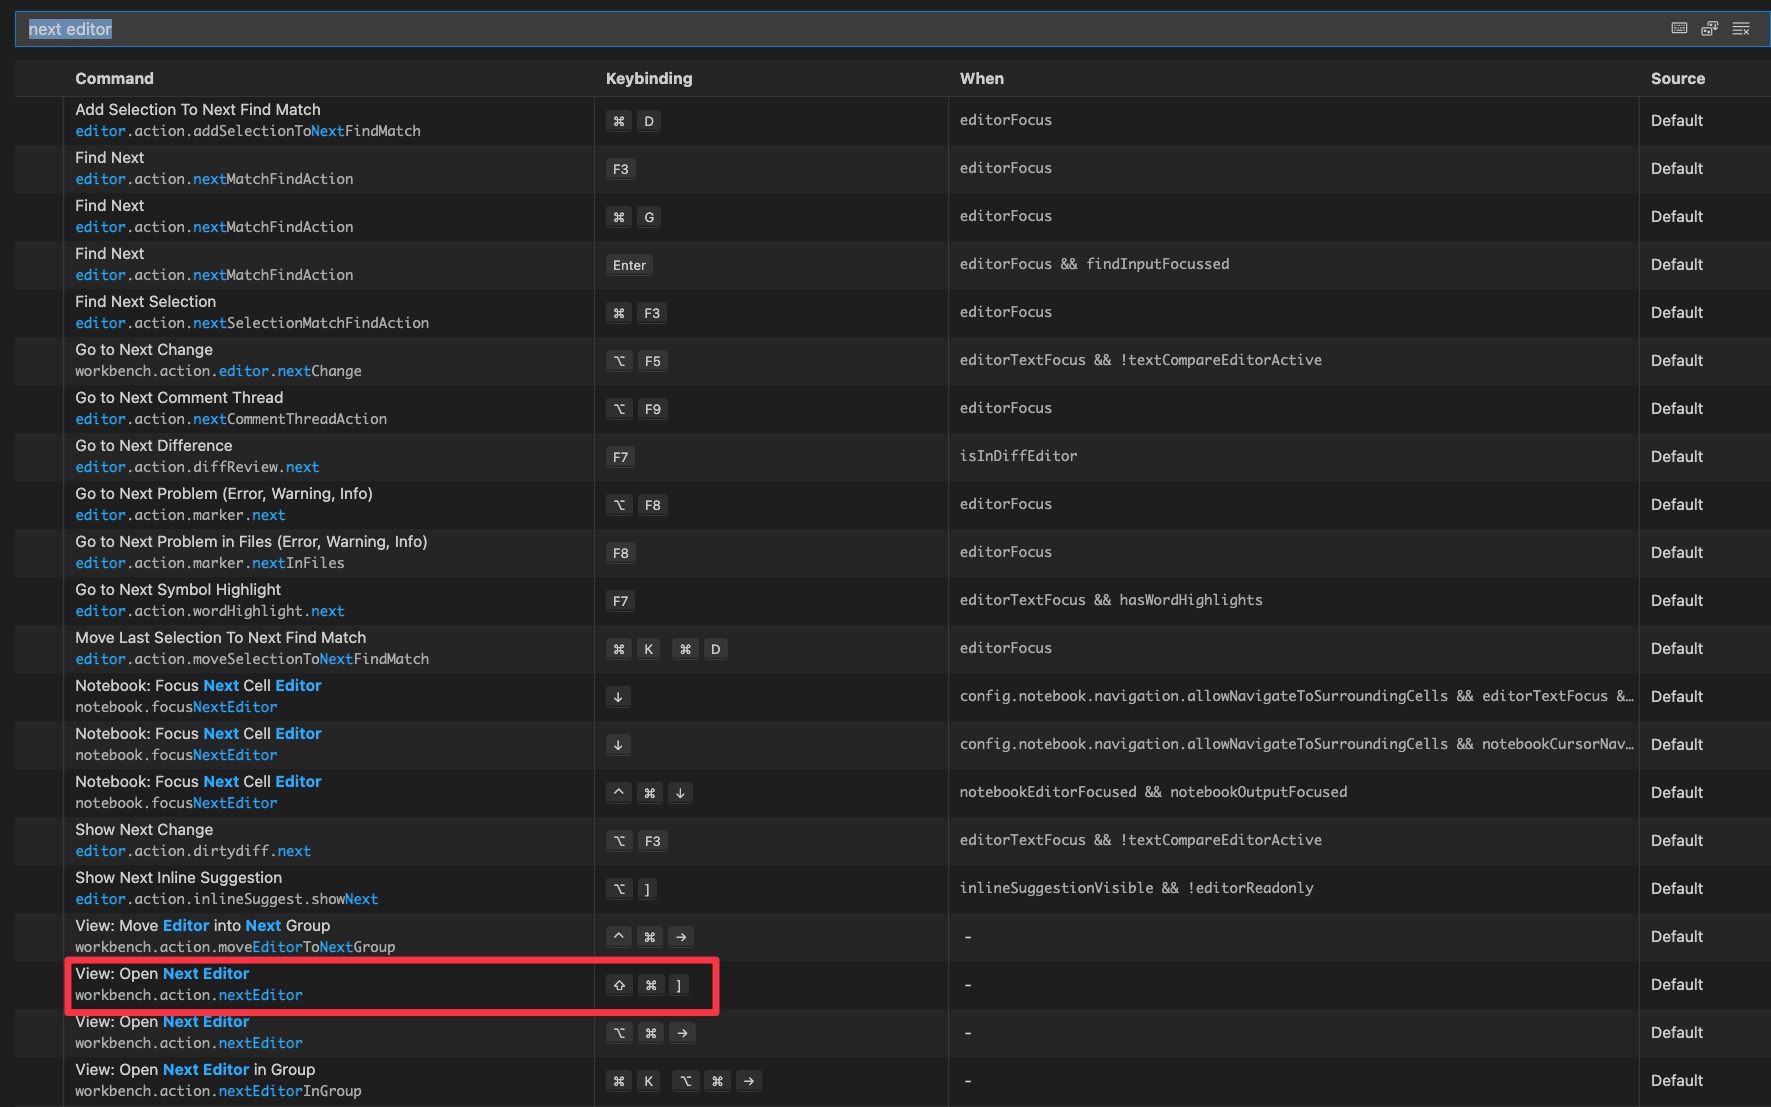 next editor
Command Keybinding When Source
Add Selection To Next Find Match
editor.action.addSelectionToNextFindMatch
⌘ D editorFocus Default
Find Next
editor.action.nextMatchFindAction
F3 editorFocus Default
Find Next
editor.action.nextMatchFindAction
⌘ G editorFocus Default
Find Next
editor.action.nextMatchFindAction
Enter editorFocus && findInputFocussed Default
Find Next Selection
editor.action.nextSelectionMatchFindAction
⌘ F3 editorFocus Default
Go to Next Change
workbench.action.editor.nextChange
⌥ F5 editorTextFocus && !textCompareEditorActive Default
Go to Next Comment Thread
editor.action.nextCommentThreadAction
⌥ F9 editorFocus Default
Go to Next Difference
editor.action.diffReview.next
F7 isInDiffEditor Default
Go to Next Problem (Error, Warning, Info)
editor.action.marker.next
⌥ F8 editorFocus Default
Go to Next Problem in Files (Error, Warning, Info)
editor.action.marker.nextInFiles
F8 editorFocus Default
Go to Next Symbol Highlight
editor.action.wordHighlight.next
F7 editorTextFocus && hasWordHighlights Default
Move Last Selection To Next Find Match
editor.action.moveSelectionToNextFindMatch
⌘ K ⌘ D editorFocus Default
Notebook: Focus Next Cell Editor
notebook.focusNextEditor
↓ config.notebook.navigation.allowNavigateToSurroundingCells && editorTextFocus &… Default
Notebook: Focus Next Cell Editor
notebook.focusNextEditor
↓ config.notebook.navigation.allowNavigateToSurroundingCells && notebookCursorNav… Default
Notebook: Focus Next Cell Editor
notebook.focusNextEditor
^ ⌘ ↓ notebookEditorFocused && notebookOutputFocused Default
Show Next Change
editor.action.dirtydiff.next
⌥ F3 editorTextFocus && !textCompareEditorActive Default
Show Next Inline Suggestion
editor.action.inlineSuggest.showNext
⌥ ] inlineSuggestionVisible && !editorReadonly Default
View: Move Editor into Next Group
workbench.action.moveEditorToNextGroup
^ ⌘ → - Default
View: Open Next Editor
workbench.action.nextEditor
⇧ ⌘ ] - Default
View: Open Next Editor
workbench.action.nextEditor
⌥ ⌘ → - Default
View: Open Next Editor in Group
workbench.action.nextEditorInGroup
⌘ K ⌥ ⌘ → - Default